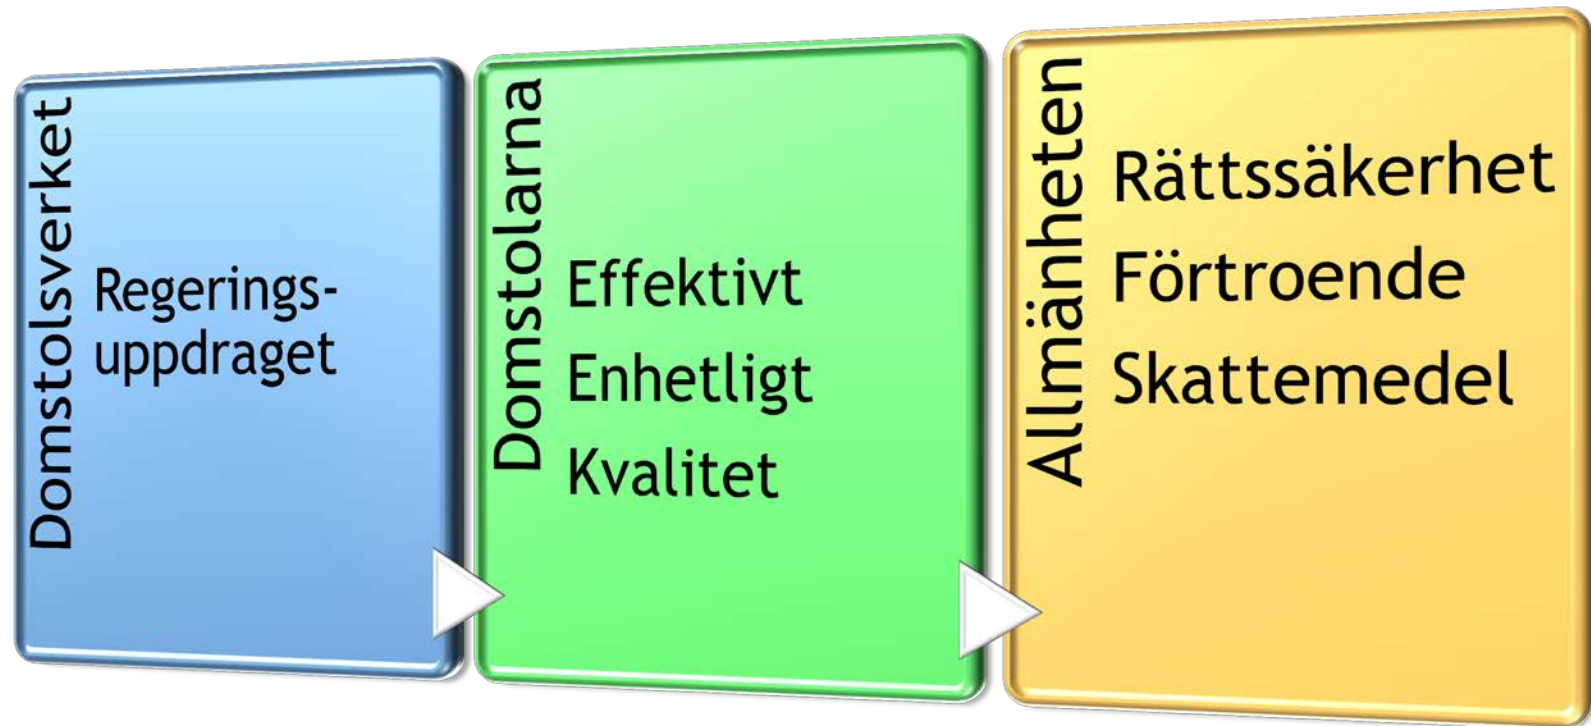 Domstolsverket
Regerings-
uppdraget
Domstolarna
Effektivt
Enhetligt
Kvalitet
Allmänheten
Rättssäkerhet
Förtroende
Skattemedel